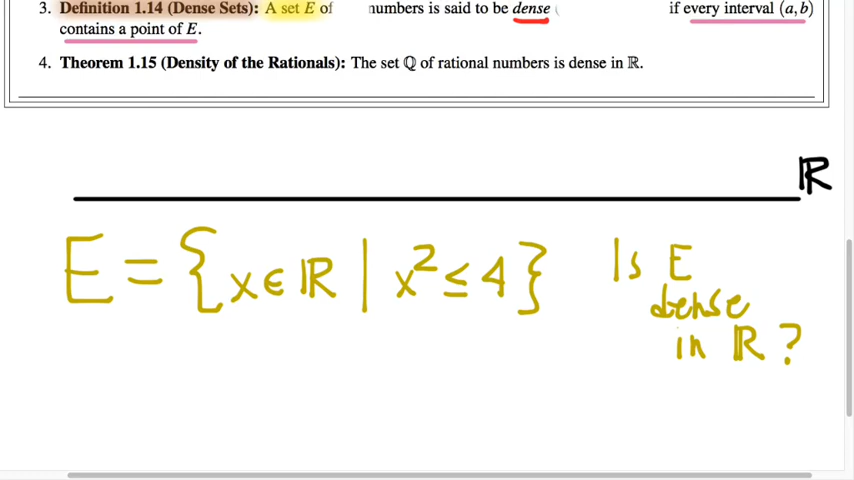 3. Definition 1.14 (Dense Sets): A set E of numbers is said to be dense ( if every interval (a, b)
contains a point of E.
4. Theorem 1.15 (Density of the Rationals): The set ℚ of rational numbers is dense in ℝ.
ℝ
E = {x ∈ ℝ | x² ≤ 4} Is E
dense
in ℝ?